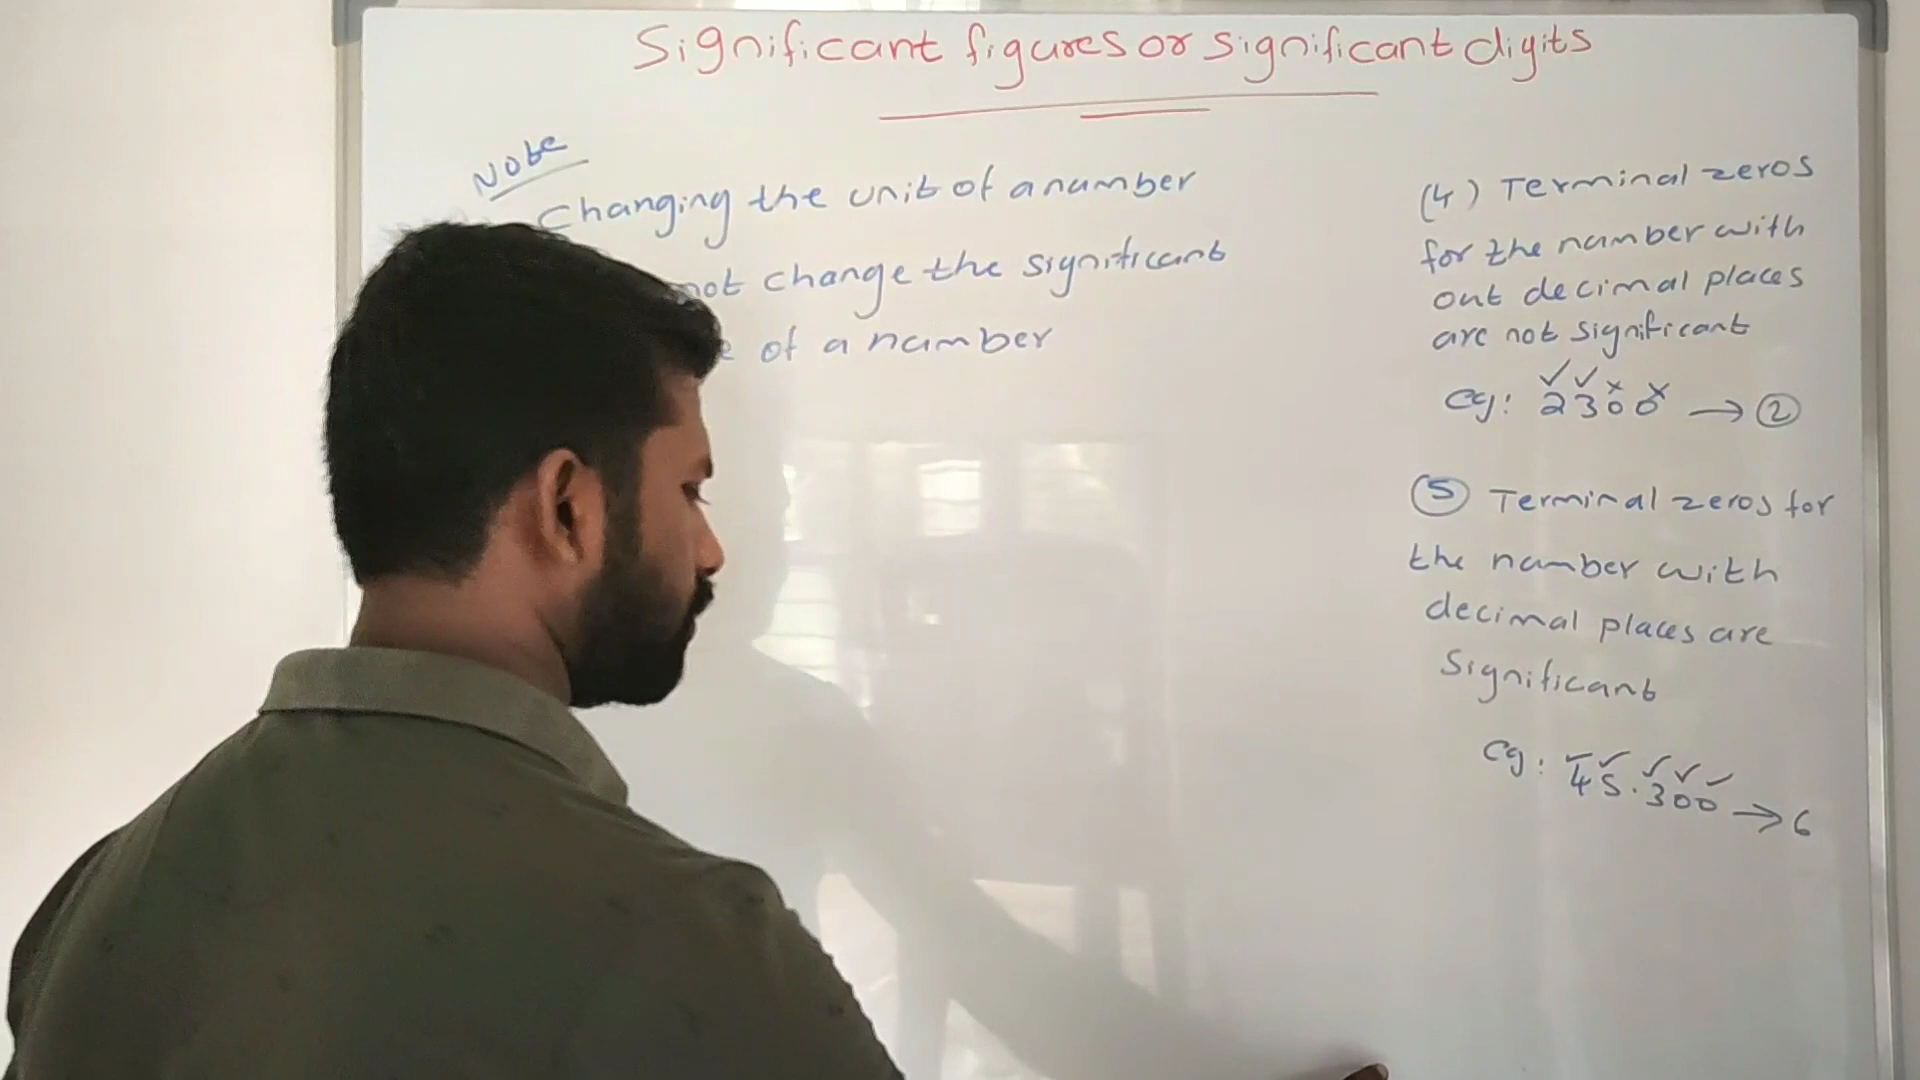 Significant figures or significant digits
Note
Changing the unit of a number
not change the significant
of a number
(4) Terminal zeros
for the number with
out decimal places
are not significant
eg: 2300 → 2
5 Terminal zeros for
the number with
decimal places are
Significant
eg: 45.300 → 6